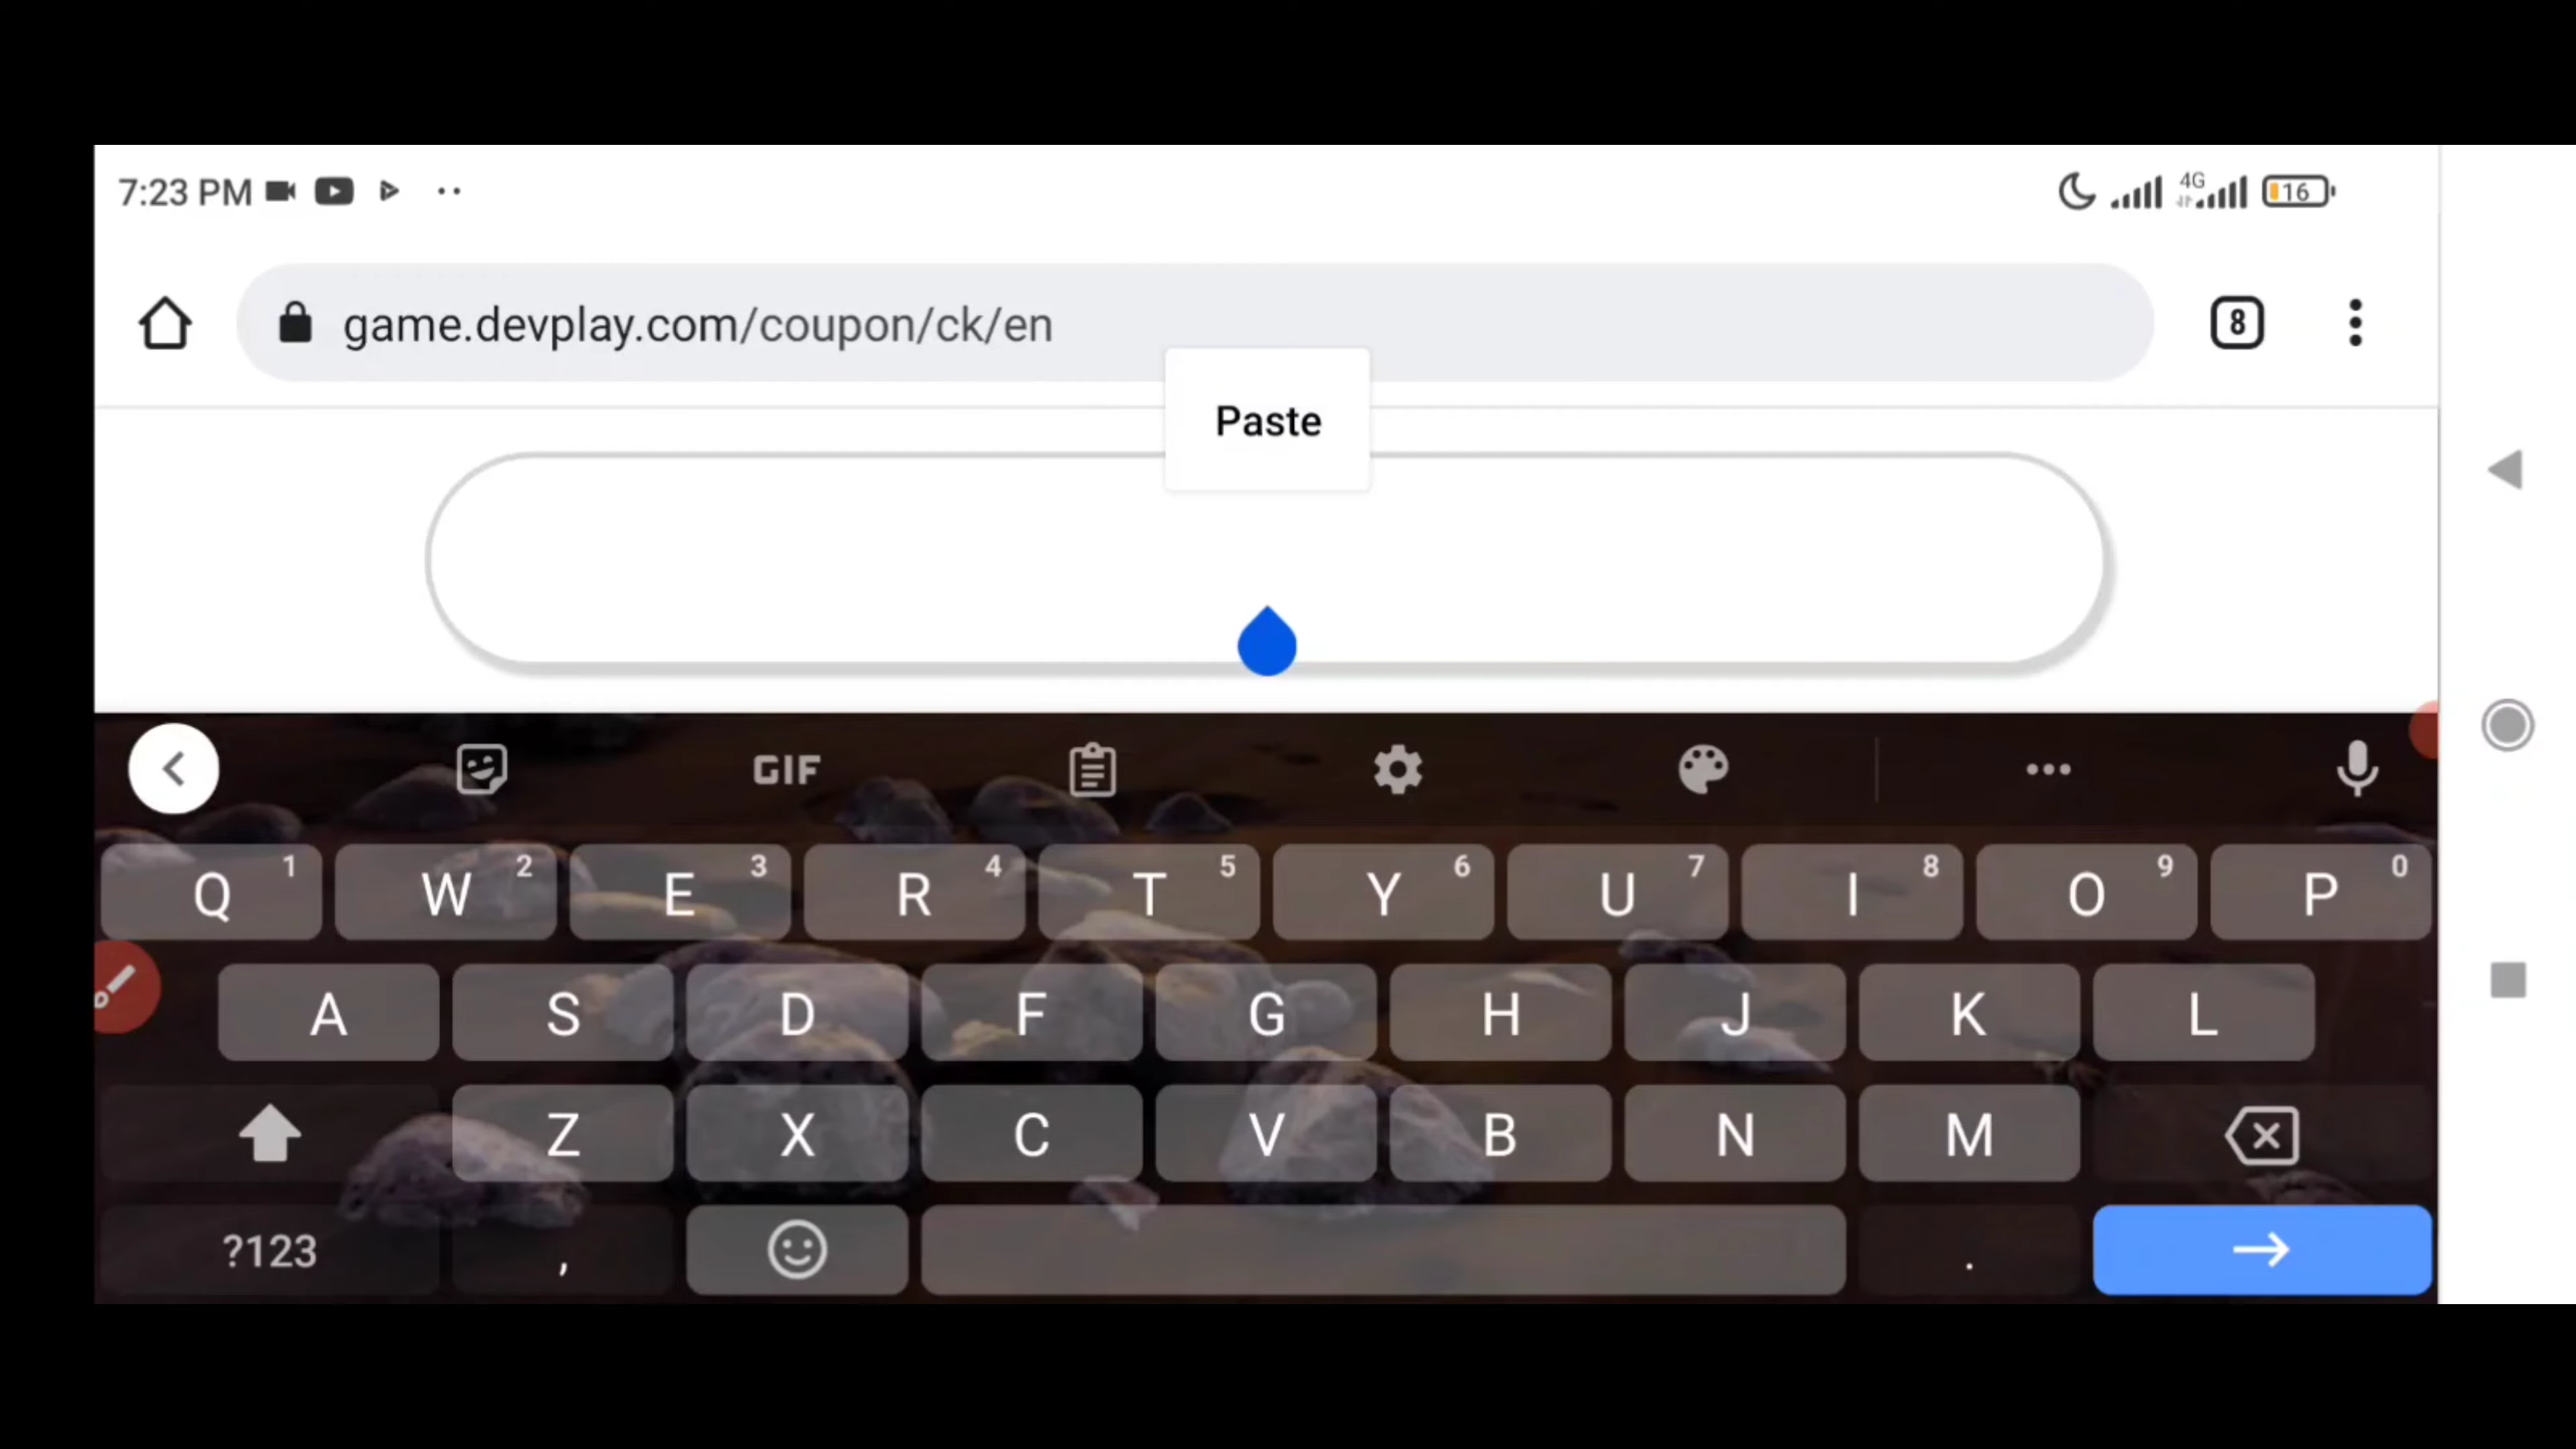 7:23 PM
4G
16
game.devplay.com/coupon/ck/en
8
Paste
GIF
Q 1 W 2 E 3 R 4 T 5 Y 6 U 7 I 8 O 9 P 0
A S D F G H J K L
Z X C V B N M
?123 , .